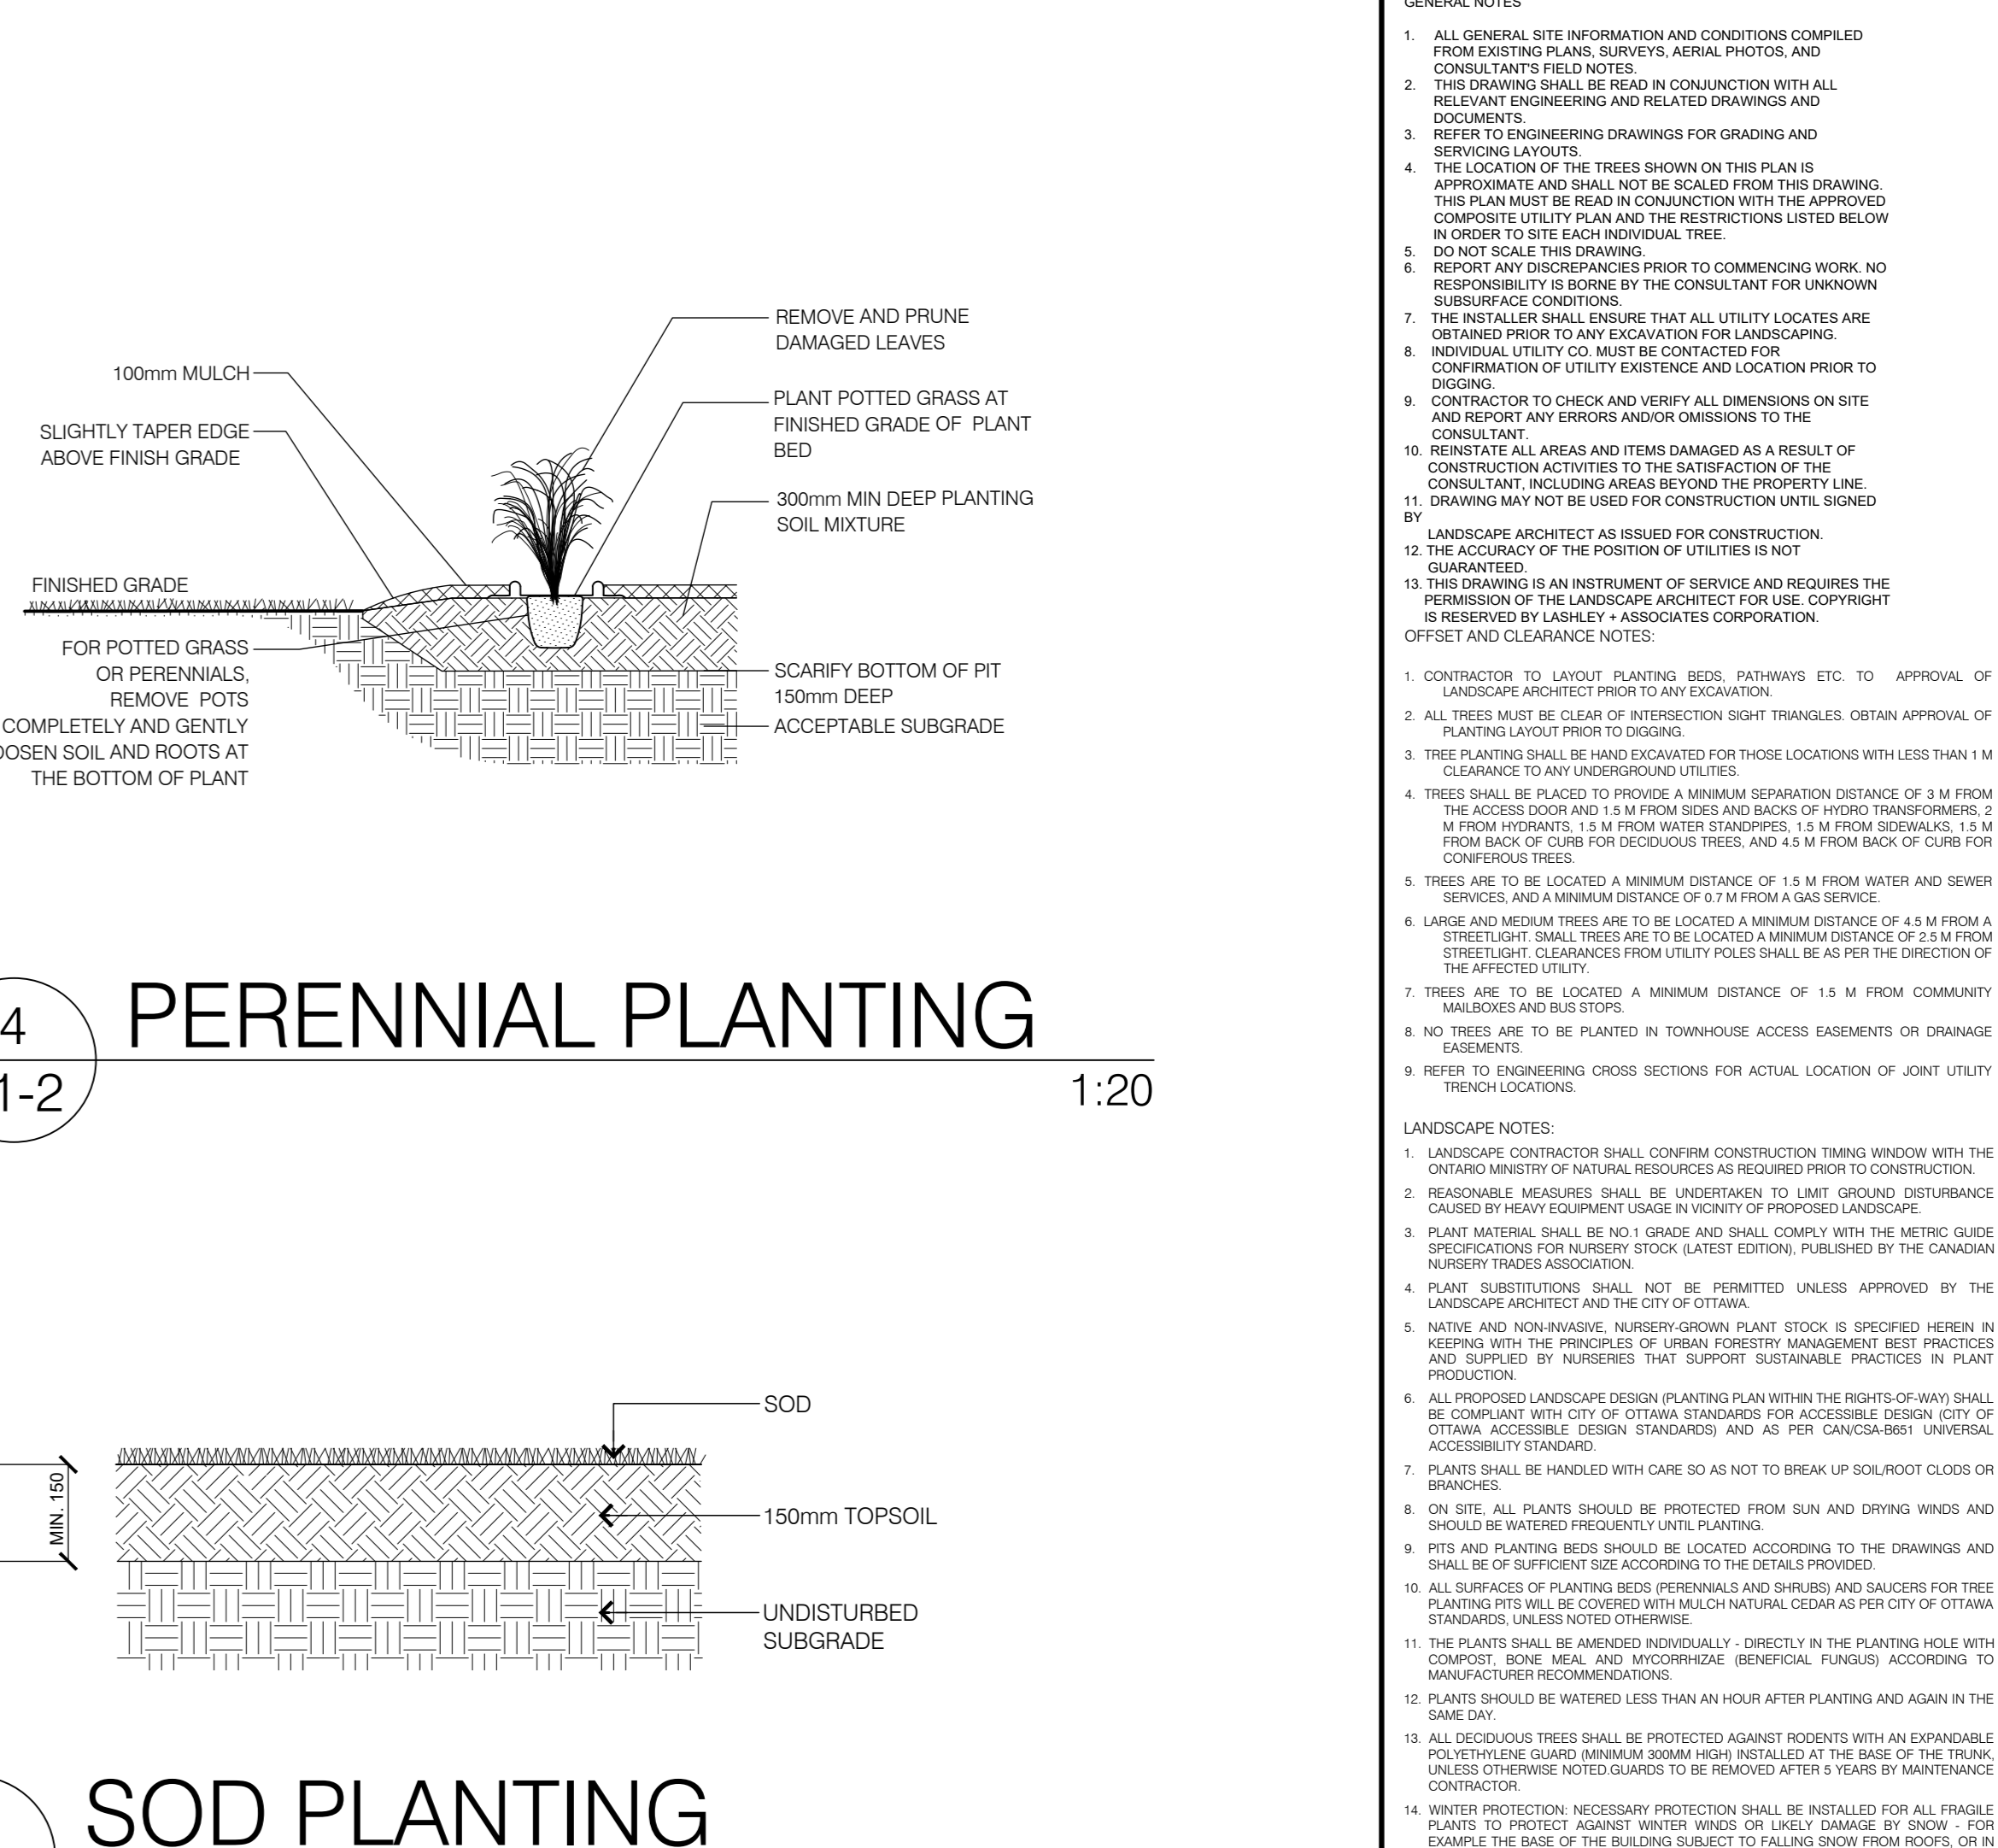 100mm MULCH
SLIGHTLY TAPER EDGE
ABOVE FINISH GRADE
FINISHED GRADE
FOR POTTED GRASS
OR PERENNIALS,
REMOVE POTS
COMPLETELY AND GENTLY
OOSEN SOIL AND ROOTS AT
THE BOTTOM OF PLANT
REMOVE AND PRUNE
DAMAGED LEAVES
PLANT POTTED GRASS AT
FINISHED GRADE OF PLANT
BED
300mm MIN DEEP PLANTING
SOIL MIXTURE
SCARIFY BOTTOM OF PIT
150mm DEEP
ACCEPTABLE SUBGRADE
4
1-2
PERENNIAL PLANTING
1:20
MIN. 150
SOD
150mm TOPSOIL
UNDISTURBED
SUBGRADE
SOD PLANTING
GENERAL NOTES
1. ALL GENERAL SITE INFORMATION AND CONDITIONS COMPILED
FROM EXISTING PLANS, SURVEYS, AERIAL PHOTOS, AND
CONSULTANT'S FIELD NOTES.
2. THIS DRAWING SHALL BE READ IN CONJUNCTION WITH ALL
RELEVANT ENGINEERING AND RELATED DRAWINGS AND
DOCUMENTS.
3. REFER TO ENGINEERING DRAWINGS FOR GRADING AND
SERVICING LAYOUTS.
4. THE LOCATION OF THE TREES SHOWN ON THIS PLAN IS
APPROXIMATE AND SHALL NOT BE SCALED FROM THIS DRAWING.
THIS PLAN MUST BE READ IN CONJUNCTION WITH THE APPROVED
COMPOSITE UTILITY PLAN AND THE RESTRICTIONS LISTED BELOW
IN ORDER TO SITE EACH INDIVIDUAL TREE.
5. DO NOT SCALE THIS DRAWING.
6. REPORT ANY DISCREPANCIES PRIOR TO COMMENCING WORK. NO
RESPONSIBILITY IS BORNE BY THE CONSULTANT FOR UNKNOWN
SUBSURFACE CONDITIONS.
7. THE INSTALLER SHALL ENSURE THAT ALL UTILITY LOCATES ARE
OBTAINED PRIOR TO ANY EXCAVATION FOR LANDSCAPING.
8. INDIVIDUAL UTILITY CO. MUST BE CONTACTED FOR
CONFIRMATION OF UTILITY EXISTENCE AND LOCATION PRIOR TO
DIGGING.
9. CONTRACTOR TO CHECK AND VERIFY ALL DIMENSIONS ON SITE
AND REPORT ANY ERRORS AND/OR OMISSIONS TO THE
CONSULTANT.
10. REINSTATE ALL AREAS AND ITEMS DAMAGED AS A RESULT OF
CONSTRUCTION ACTIVITIES TO THE SATISFACTION OF THE
CONSULTANT, INCLUDING AREAS BEYOND THE PROPERTY LINE.
11. DRAWING MAY NOT BE USED FOR CONSTRUCTION UNTIL SIGNED
BY
LANDSCAPE ARCHITECT AS ISSUED FOR CONSTRUCTION.
12. THE ACCURACY OF THE POSITION OF UTILITIES IS NOT
GUARANTEED.
13. THIS DRAWING IS AN INSTRUMENT OF SERVICE AND REQUIRES THE
PERMISSION OF THE LANDSCAPE ARCHITECT FOR USE. COPYRIGHT
IS RESERVED BY LASHLEY + ASSOCIATES CORPORATION.
OFFSET AND CLEARANCE NOTES:
1. CONTRACTOR TO LAYOUT PLANTING BEDS, PATHWAYS ETC. TO APPROVAL OF
LANDSCAPE ARCHITECT PRIOR TO ANY EXCAVATION.
2. ALL TREES MUST BE CLEAR OF INTERSECTION SIGHT TRIANGLES. OBTAIN APPROVAL OF
PLANTING LAYOUT PRIOR TO DIGGING.
3. TREE PLANTING SHALL BE HAND EXCAVATED FOR THOSE LOCATIONS WITH LESS THAN 1 M
CLEARANCE TO ANY UNDERGROUND UTILITIES.
4. TREES SHALL BE PLACED TO PROVIDE A MINIMUM SEPARATION DISTANCE OF 3 M FROM
THE ACCESS DOOR AND 1.5 M FROM SIDES AND BACKS OF HYDRO TRANSFORMERS, 2
M FROM HYDRANTS, 1.5 M FROM WATER STANDPIPES, 1.5 M FROM SIDEWALKS, 1.5 M
FROM BACK OF CURB FOR DECIDUOUS TREES, AND 4.5 M FROM BACK OF CURB FOR
CONIFEROUS TREES.
5. TREES ARE TO BE LOCATED A MINIMUM DISTANCE OF 1.5 M FROM WATER AND SEWER
SERVICES, AND A MINIMUM DISTANCE OF 0.7 M FROM A GAS SERVICE.
6. LARGE AND MEDIUM TREES ARE TO BE LOCATED A MINIMUM DISTANCE OF 4.5 M FROM A
STREETLIGHT. SMALL TREES ARE TO BE LOCATED A MINIMUM DISTANCE OF 2.5 M FROM
STREETLIGHT. CLEARANCES FROM UTILITY POLES SHALL BE AS PER THE DIRECTION OF
THE AFFECTED UTILITY.
7. TREES ARE TO BE LOCATED A MINIMUM DISTANCE OF 1.5 M FROM COMMUNITY
MAILBOXES AND BUS STOPS.
8. NO TREES ARE TO BE PLANTED IN TOWNHOUSE ACCESS EASEMENTS OR DRAINAGE
EASEMENTS.
9. REFER TO ENGINEERING CROSS SECTIONS FOR ACTUAL LOCATION OF JOINT UTILITY
TRENCH LOCATIONS.
LANDSCAPE NOTES:
1. LANDSCAPE CONTRACTOR SHALL CONFIRM CONSTRUCTION TIMING WINDOW WITH THE
ONTARIO MINISTRY OF NATURAL RESOURCES AS REQUIRED PRIOR TO CONSTRUCTION.
2. REASONABLE MEASURES SHALL BE UNDERTAKEN TO LIMIT GROUND DISTURBANCE
CAUSED BY HEAVY EQUIPMENT USAGE IN VICINITY OF PROPOSED LANDSCAPE.
3. PLANT MATERIAL SHALL BE NO.1 GRADE AND SHALL COMPLY WITH THE METRIC GUIDE
SPECIFICATIONS FOR NURSERY STOCK (LATEST EDITION), PUBLISHED BY THE CANADIAN
NURSERY TRADES ASSOCIATION.
4. PLANT SUBSTITUTIONS SHALL NOT BE PERMITTED UNLESS APPROVED BY THE
LANDSCAPE ARCHITECT AND THE CITY OF OTTAWA.
5. NATIVE AND NON-INVASIVE, NURSERY-GROWN PLANT STOCK IS SPECIFIED HEREIN IN
KEEPING WITH THE PRINCIPLES OF URBAN FORESTRY MANAGEMENT BEST PRACTICES
AND SUPPLIED BY NURSERIES THAT SUPPORT SUSTAINABLE PRACTICES IN PLANT
PRODUCTION.
6. ALL PROPOSED LANDSCAPE DESIGN (PLANTING PLAN WITHIN THE RIGHTS-OF-WAY) SHALL
BE COMPLIANT WITH CITY OF OTTAWA STANDARDS FOR ACCESSIBLE DESIGN (CITY OF
OTTAWA ACCESSIBLE DESIGN STANDARDS) AND AS PER CAN/CSA-B651 UNIVERSAL
ACCESSIBILITY STANDARD.
7. PLANTS SHALL BE HANDLED WITH CARE SO AS NOT TO BREAK UP SOIL/ROOT CLODS OR
BRANCHES.
8. ON SITE, ALL PLANTS SHOULD BE PROTECTED FROM SUN AND DRYING WINDS AND
SHOULD BE WATERED FREQUENTLY UNTIL PLANTING.
9. PITS AND PLANTING BEDS SHOULD BE LOCATED ACCORDING TO THE DRAWINGS AND
SHALL BE OF SUFFICIENT SIZE ACCORDING TO THE DETAILS PROVIDED.
10. ALL SURFACES OF PLANTING BEDS (PERENNIALS AND SHRUBS) AND SAUCERS FOR TREE
PLANTING PITS WILL BE COVERED WITH MULCH NATURAL CEDAR AS PER CITY OF OTTAWA
STANDARDS, UNLESS NOTED OTHERWISE.
11. THE PLANTS SHALL BE AMENDED INDIVIDUALLY - DIRECTLY IN THE PLANTING HOLE WITH
COMPOST, BONE MEAL AND MYCORRHIZAE (BENEFICIAL FUNGUS) ACCORDING TO
MANUFACTURER RECOMMENDATIONS.
12. PLANTS SHOULD BE WATERED LESS THAN AN HOUR AFTER PLANTING AND AGAIN IN THE
SAME DAY.
13. ALL DECIDUOUS TREES SHALL BE PROTECTED AGAINST RODENTS WITH AN EXPANDABLE
POLYETHYLENE GUARD (MINIMUM 300MM HIGH) INSTALLED AT THE BASE OF THE TRUNK,
UNLESS OTHERWISE NOTED.GUARDS TO BE REMOVED AFTER 5 YEARS BY MAINTENANCE
CONTRACTOR.
14. WINTER PROTECTION: NECESSARY PROTECTION SHALL BE INSTALLED FOR ALL FRAGILE
PLANTS TO PROTECT AGAINST WINTER WINDS OR LIKELY DAMAGE BY SNOW - FOR
EXAMPLE THE BASE OF THE BUILDING SUBJECT TO FALLING SNOW FROM ROOFS, OR IN